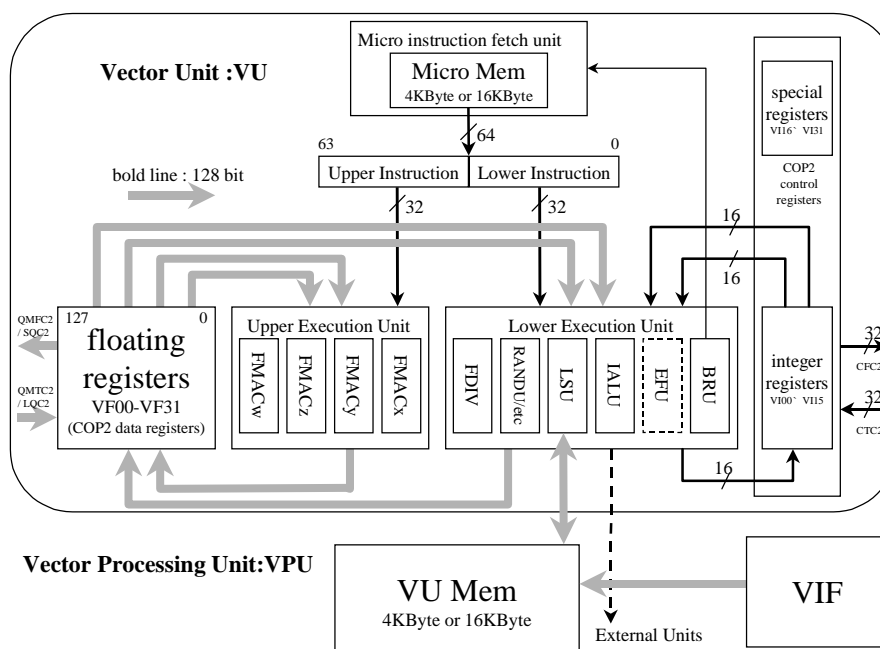 Micro instruction fetch unit
Vector Unit :VU
Micro Mem
4KByte or 16KByte
special
registers
VI16` VI31
COP2
control
registers
64
63
0
Upper Instruction
Lower Instruction
bold line : 128 bit
32
32
16
16
127
0
floating
registers
VF00-VF31
(COP2 data registers)
QMFC2
/ SQC2
QMTC2
/ LQC2
Upper Execution Unit
FMACw
FMACz
FMACy
FMACx
Lower Execution Unit
FDIV
RANDU/etc
LSU
IALU
EFU
BRU
integer
registers
VI00` VI15
32
CFC2
32
CTC2
16
Vector Processing Unit:VPU
VU Mem
4KByte or 16KByte
External Units
VIF